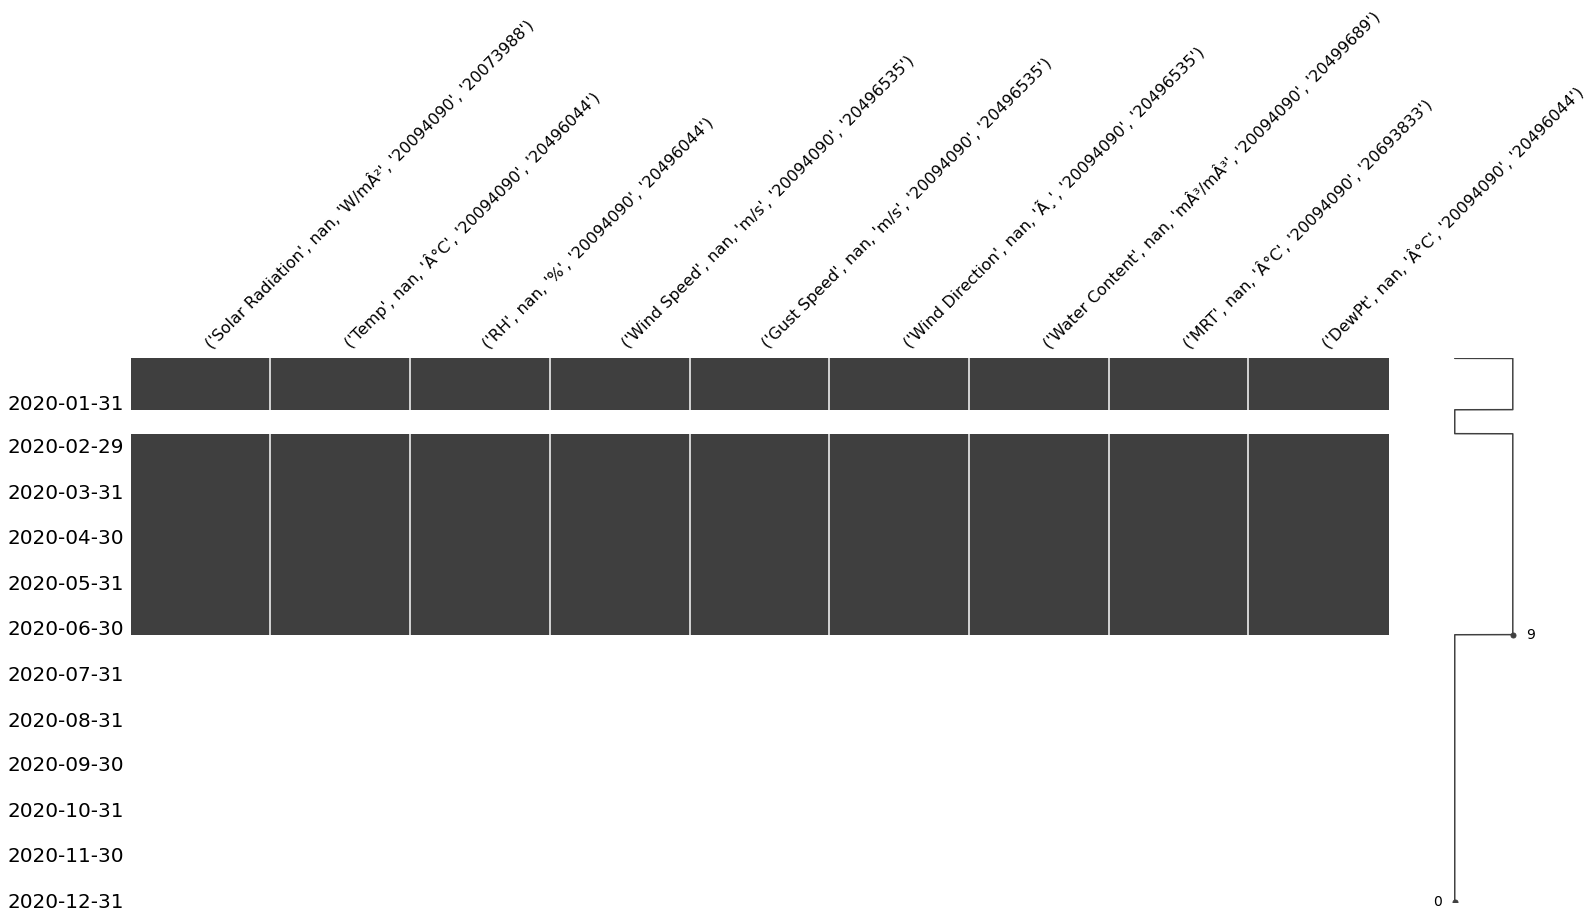 ('Solar Radiation', nan, 'W/mÂ²', '20094090', '20073988')
('Temp', nan, 'Â°C', '20094090', '20496044')
('RH', nan, '%', '20094090', '20496044')
('Wind Speed', nan, 'm/s', '20094090', '20496535')
('Gust Speed', nan, 'm/s', '20094090', '20496535')
('Wind Direction', nan, 'Ã¸', '20094090', '20496535')
('Water Content', nan, 'mÂ³/mÂ³', '20094090', '20499689')
('MRT', nan, 'Â°C', '20094090', '20693833')
('DewPt', nan, 'Â°C', '20094090', '20496044')
2020-01-31
2020-02-29
2020-03-31
2020-04-30
2020-05-31
2020-06-30
9
2020-07-31
2020-08-31
2020-09-30
2020-10-31
2020-11-30
2020-12-31
0